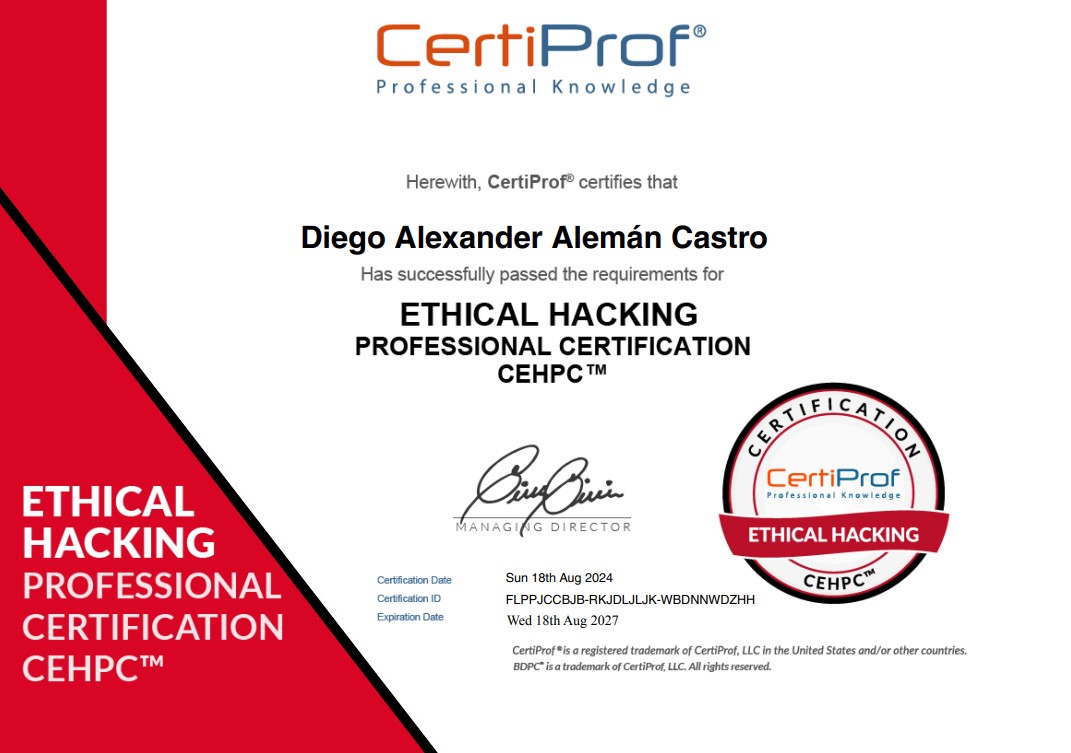 CertiProf®
Professional Knowledge
Herewith, CertiProf® certifies that
Diego Alexander Alemán Castro
Has successfully passed the requirements for
ETHICAL HACKING
PROFESSIONAL CERTIFICATION
CEHPC™
CERTIFICATION
CertiProf
Professional Knowledge
ETHICAL HACKING
CEHPC™
MANAGING DIRECTOR
ETHICAL
HACKING
PROFESSIONAL
CERTIFICATION
CEHPC™
Certification Date Sun 18th Aug 2024
Certification ID FLPPJCCBJB-RKJDLJLJK-WBDNNWDZHH
Expiration Date Wed 18th Aug 2027
CertiProf® is a registered trademark of CertiProf, LLC in the United States and/or other countries.
BDPC™ is a trademark of CertiProf, LLC. All rights reserved.